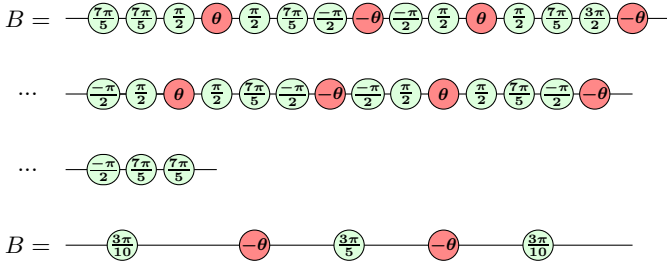 B = 7π/5 7π/5 π/2 θ π/2 7π/5 −π/2 −θ −π/2 π/2 θ π/2 7π/5 3π/2 −θ
... −π/2 π/2 θ π/2 7π/5 −π/2 −θ −π/2 π/2 θ π/2 7π/5 −π/2 −θ
... −π/2 7π/5 7π/5
B = 3π/10 −θ 3π/5 −θ 3π/10